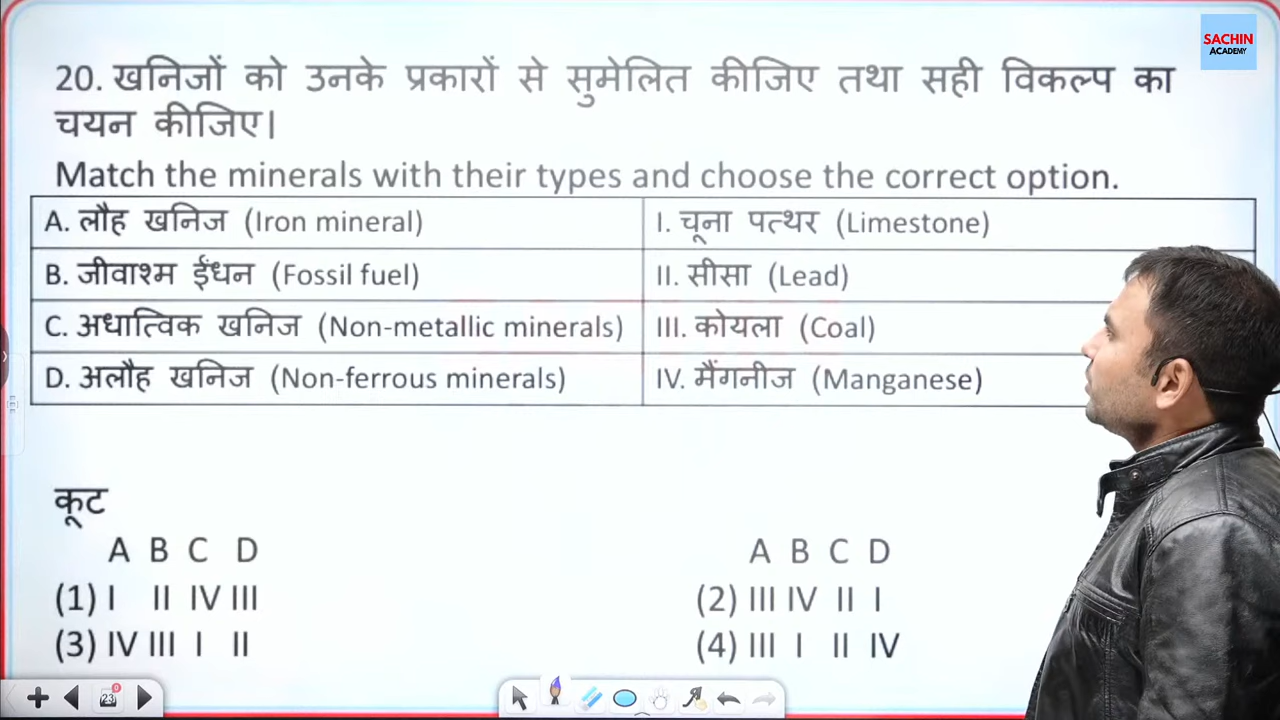 SACHIN
ACADEMY
20. खनिजों को उनके प्रकारों से सुमेलित कीजिए तथा सही विकल्प का
चयन कीजिए।
Match the minerals with their types and choose the correct option.
A. लौह खनिज (Iron mineral) I. चूना पत्थर (Limestone)
B. जीवाश्म ईंधन (Fossil fuel) II. सीसा (Lead)
C. अधात्विक खनिज (Non-metallic minerals) III. कोयला (Coal)
D. अलौह खनिज (Non-ferrous minerals) IV. मैंगनीज (Manganese)
कूट
A B C D A B C D
(1) I II IV III (2) III IV II I
(3) IV III I II (4) III I II IV
23